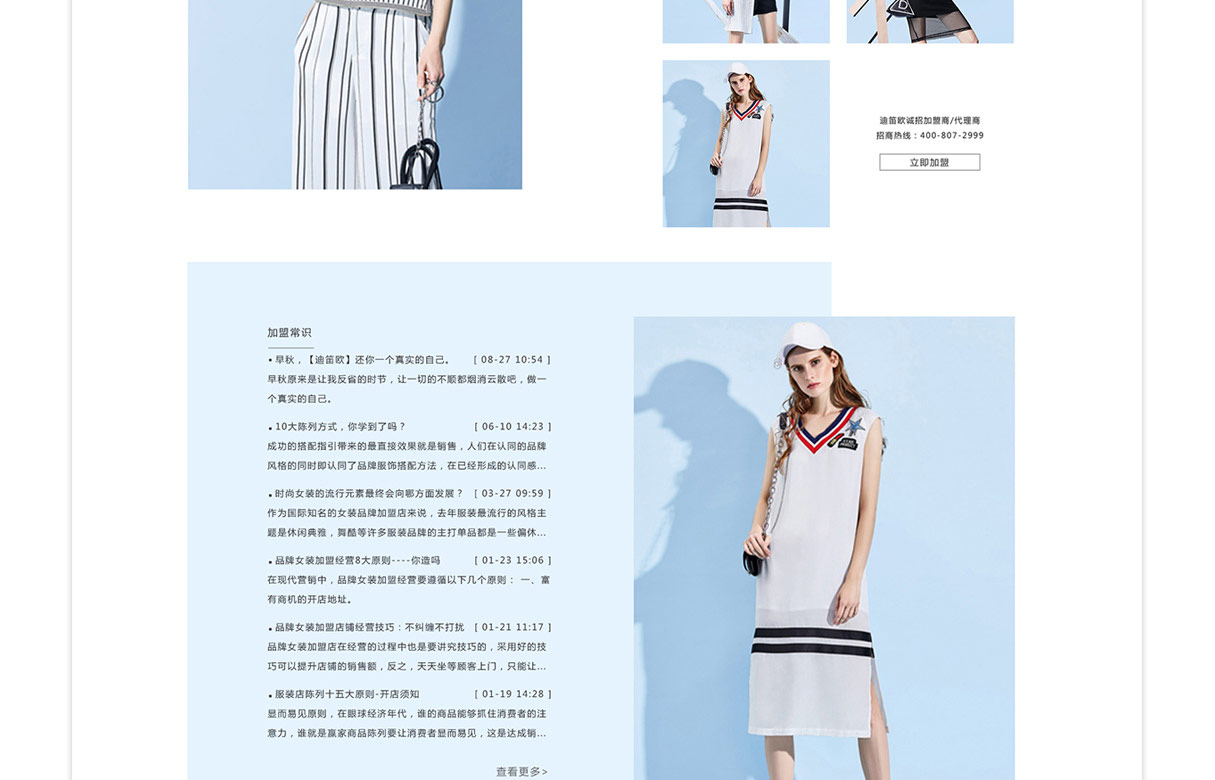 迪笛欧诚招加盟商/代理商
招商热线：400-807-2999
立即加盟
加盟常识
早秋，【迪笛欧】还你一个真实的自己。 [ 08-27 10:54 ]
早秋原来是让我反省的时节，让一切的不顺都烟消云散吧，做一
个真实的自己。
10大陈列方式，你学到了吗？ [ 06-10 14:23 ]
成功的搭配指引带来的最直接效果就是销售，人们在认同的品牌
风格的同时即认同了品牌服饰搭配方法，在已经形成的认同感...
时尚女装的流行元素最终会向哪方面发展？ [ 03-27 09:59 ]
作为国际知名的女装品牌加盟店来说，去年服装最流行的风格主
题是休闲典雅，舞酷等许多服装品牌的主打单品都是一些偏休...
品牌女装加盟经营8大原则----你造吗 [ 01-23 15:06 ]
在现代营销中，品牌女装加盟经营要遵循以下几个原则： 一、富
有商机的开店地址。
品牌女装加盟店铺经营技巧：不纠缠不打扰 [ 01-21 11:17 ]
品牌女装加盟店在经营的过程中也是要讲究技巧的，采用好的技
巧可以提升店铺的销售额，反之，天天坐等顾客上门，只能让...
服装店陈列十五大原则-开店须知 [ 01-19 14:28 ]
显而易见原则，在眼球经济年代，谁的商品能够抓住消费者的注
意力，谁就是赢家商品陈列要让消费者显而易见，这是达成销...
查看更多>